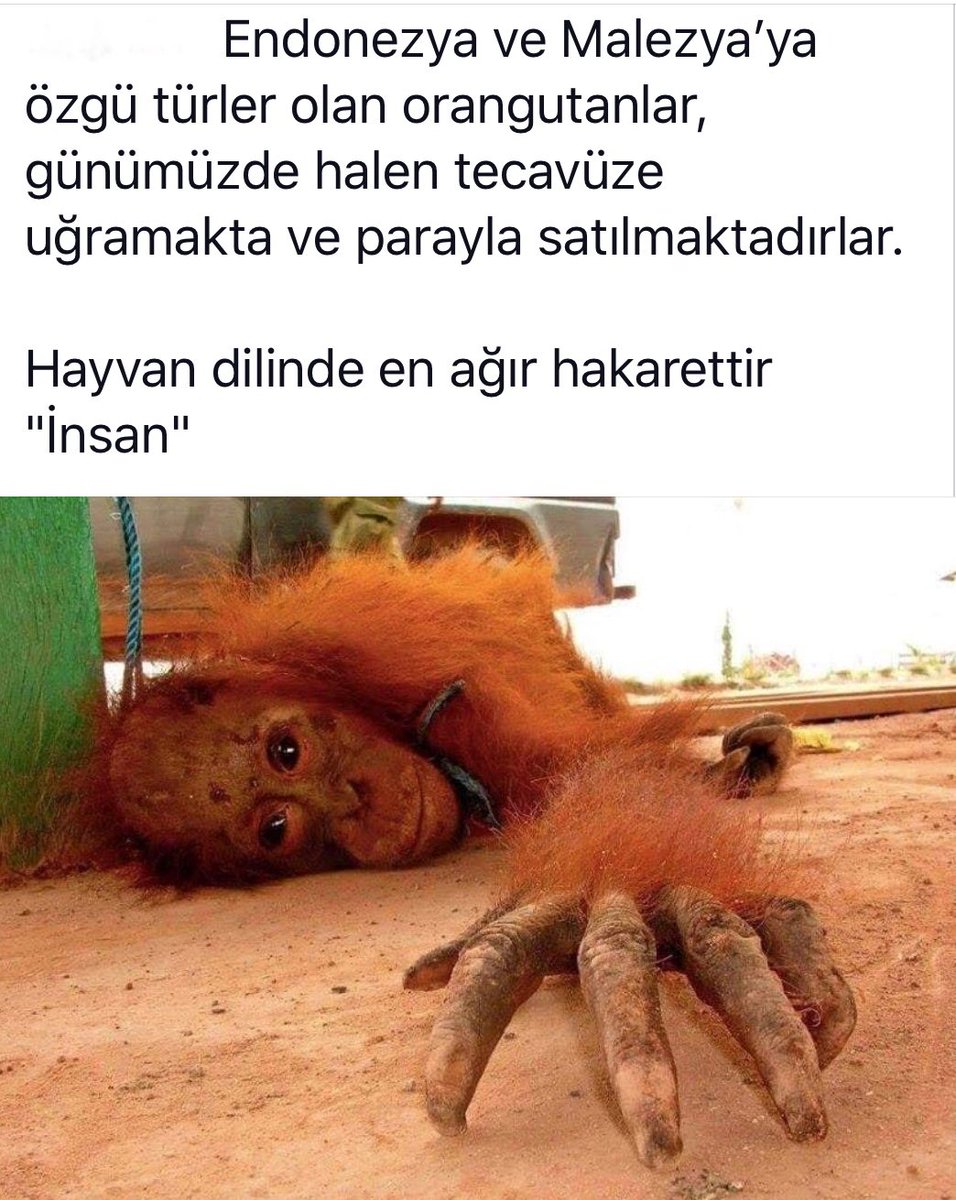 Endonezya ve Malezya’ya
özgü türler olan orangutanlar,
günümüzde halen tecavüze
uğramakta ve parayla satılmaktadırlar.
Hayvan dilinde en ağır hakarettir
"İnsan"